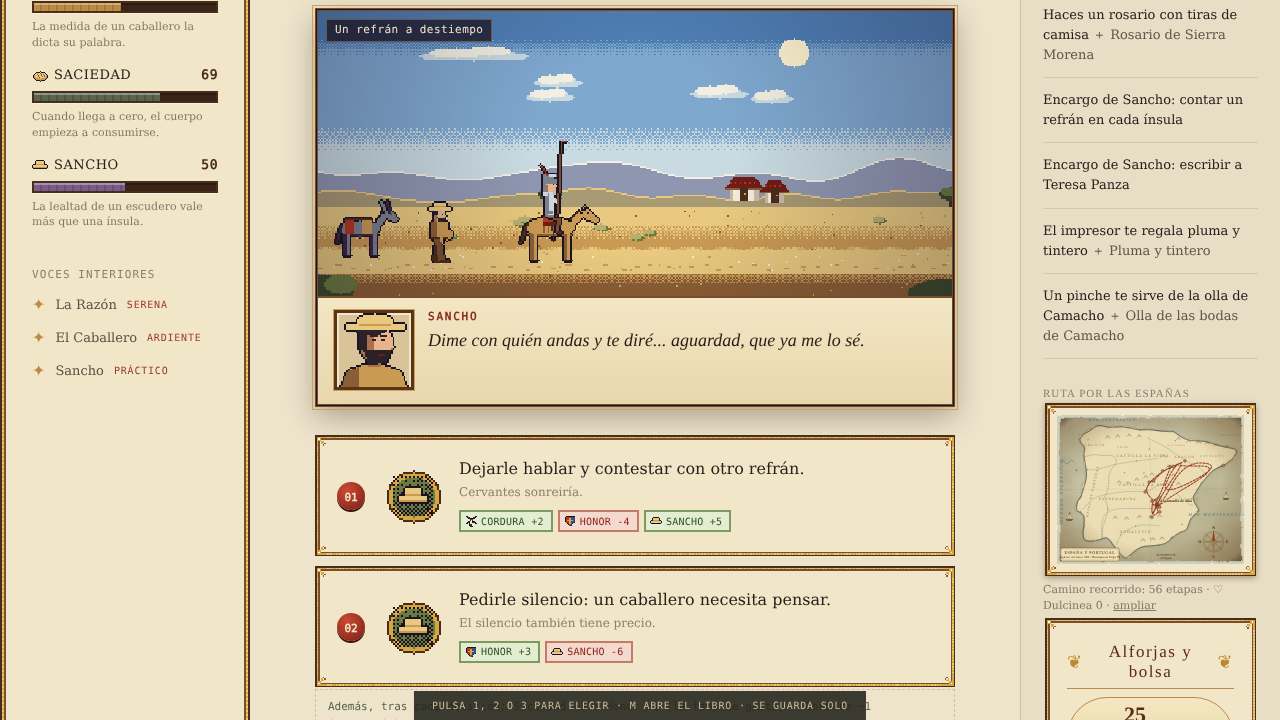 La medida de un caballero la
dicta su palabra.
SACIEDAD 69
Cuando llega a cero, el cuerpo
empieza a consumirse.
SANCHO 50
La lealtad de un escudero vale
más que una ínsula.
VOCES INTERIORES
La Razón SERENA
El Caballero ARDIENTE
Sancho PRÁCTICO
Un refrán a destiempo
SANCHO
Dime con quién andas y te diré... aguardad, que ya me lo sé.
01
Dejarle hablar y contestar con otro refrán.
Cervantes sonreiría.
CORDURA +2 HONOR -4 SANCHO +5
02
Pedirle silencio: un caballero necesita pensar.
El silencio también tiene precio.
HONOR +3 SANCHO -6
Además, tras
PULSA 1, 2 O 3 PARA ELEGIR · M ABRE EL LIBRO · SE GUARDA SOLO
Haces un rosario con tiras de
camisa + Rosario de Sierra
Morena
Encargo de Sancho: contar un
refrán en cada ínsula
Encargo de Sancho: escribir a
Teresa Panza
El impresor te regala pluma y
tintero + Pluma y tintero
Un pinche te sirve de la olla de
Camacho + Olla de las bodas
de Camacho
RUTA POR LAS ESPAÑAS
Camino recorrido: 56 etapas · ♡
Dulcinea 0 · ampliar
Alforjas y
bolsa
25